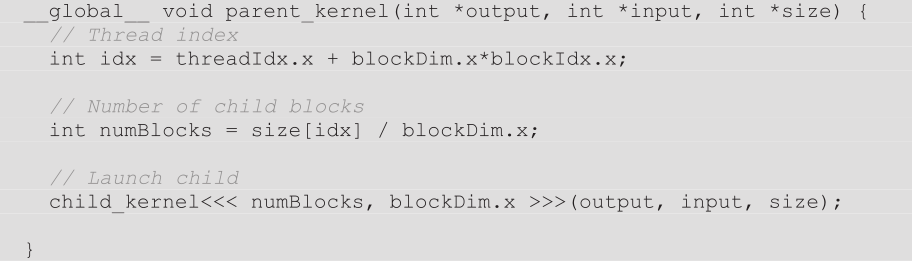 __global__ void parent_kernel(int *output, int *input, int *size) {
// Thread index
int idx = threadIdx.x + blockDim.x*blockIdx.x;
// Number of child blocks
int numBlocks = size[idx] / blockDim.x;
// Launch child
child_kernel<<< numBlocks, blockDim.x >>>(output, input, size);
}